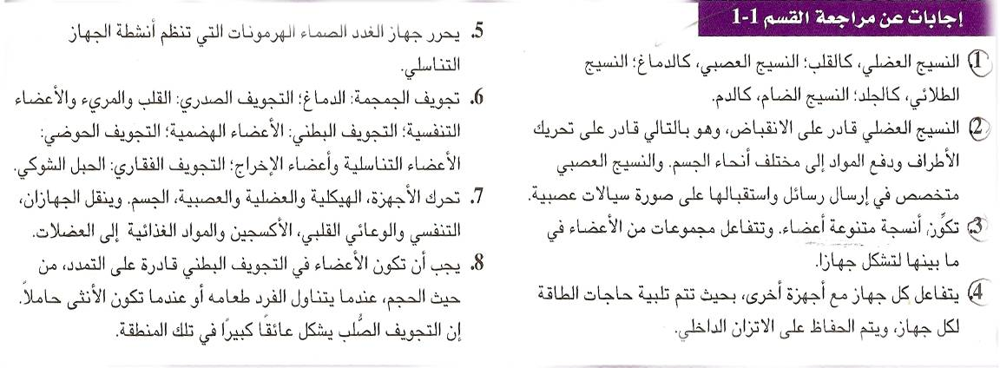 إجابات عن مراجعة القسم 1-1
1. النسيج العضلي، كالقلب؛ النسيج العصبي، كالدماغ؛ النسيج
الطلائي، كالجلد؛ النسيج الضام، كالدم.
2. النسيج العضلي قادر على الانقباض، وهو بالتالي قادر على تحريك
الأطراف ودفع المواد إلى مختلف أنحاء الجسم. والنسيج العصبي
متخصص في إرسال رسائل واستقبالها على صورة سيالات عصبية.
3. تكوّن أنسجة متنوعة أعضاء. وتتفاعل مجموعة من الأعضاء في
ما بينها لتشكل جهازا.
4. يتفاعل كل جهاز مع أجهزة أخرى، بحيث تتم تلبية حاجات الطاقة
لكل جهاز، ويتم الحفاظ على الاتزان الداخلي.
5. يحرر جهاز الغدد الصماء الهرمونات التي تنظم أنشطة الجهاز
التناسلي.
6. تجويف الجمجمة: الدماغ؛ التجويف الصدري: القلب والمريء والأعضاء
التنفسية؛ التجويف البطني: الأعضاء الهضمية؛ التجويف الحوضي:
الأعضاء التناسلية وأعضاء الإخراج؛ التجويف الفقاري: الحبل الشوكي.
7. تحرك الأجهزة، الهيكلية والعضلية والعصبية، الجسم. وينقل الجهازان،
التنفسي والوعائي القلبي، الأكسجين والمواد الغذائية إلى العضلات.
8. يجب أن تكون الأعضاء في التجويف البطني قادرة على التمدد، من
حيث الحجم، عندما يتناول الفرد طعامه أو عندما تكون الأنثى حاملاً.
إن التجويف الصُلب يشكل عائقًا كبيرًا في تلك المنطقة.